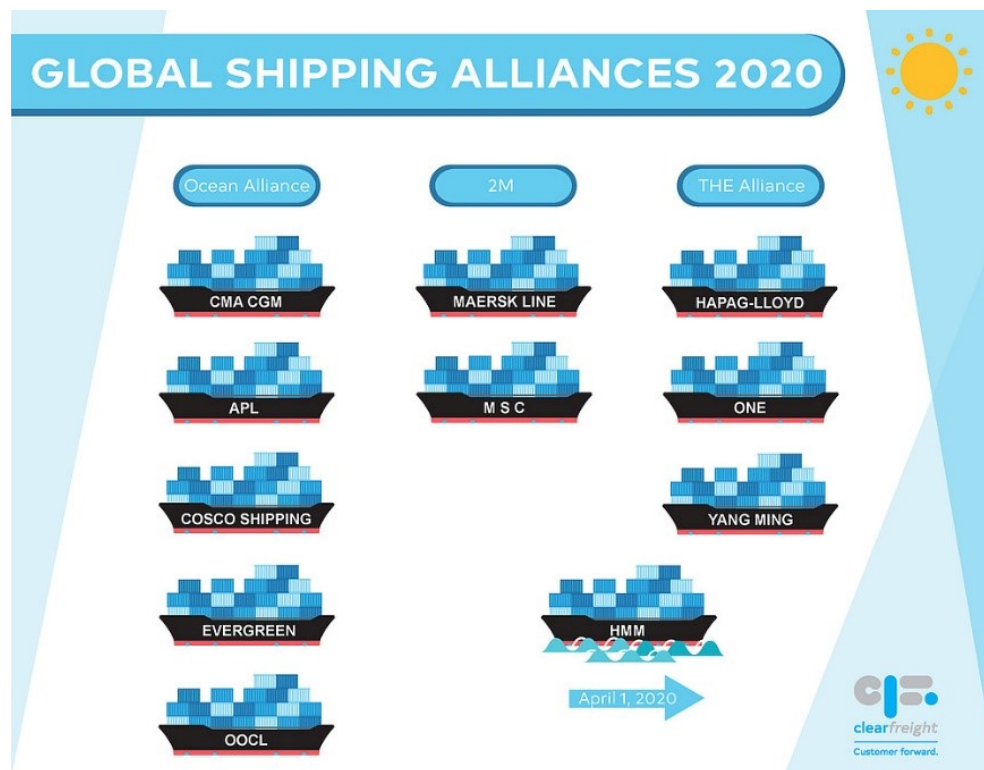 GLOBAL SHIPPING ALLIANCES 2020
Ocean Alliance
2M
THE Alliance
CMA CGM
MAERSK LINE
HAPAG-LLOYD
APL
M S C
ONE
COSCO SHIPPING
YANG MING
EVERGREEN
HMM
OOCL
April 1, 2020
clearfreight
Customer forward.